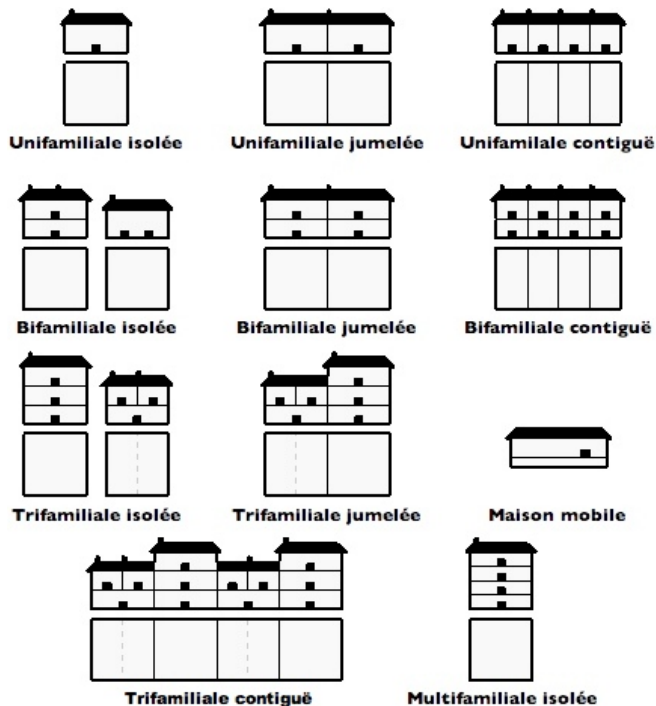 Unifamiliale isolée
Unifamiliale jumelée
Unifamilale contiguë
Bifamiliale isolée
Bifamiliale jumelée
Bifamiliale contiguë
Trifamiliale isolée
Trifamiliale jumelée
Maison mobile
Trifamiliale contiguë
Multifamiliale isolée